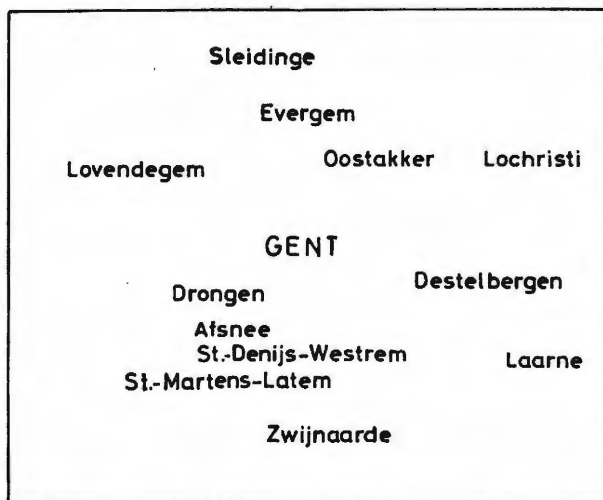 Sleidinge
Evergem
Oostakker Lochristi
Lovendegem
GENT
Destelbergen
Drongen
Afsnee
St.-Denijs-Westrem
Laarne
St.-Martens-Latem
Zwijnaarde